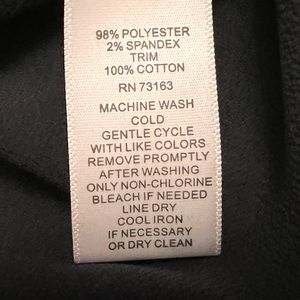 98% POLYESTER
2% SPANDEX
TRIM
100% COTTON
RN 73163
MACHINE WASH
COLD
GENTLE CYCLE
WITH LIKE COLORS
REMOVE PROMPTLY
AFTER WASHING
ONLY NON-CHLORINE
BLEACH IF NEEDED
LINE DRY
COOL IRON
IF NECESSARY
OR DRY CLEAN